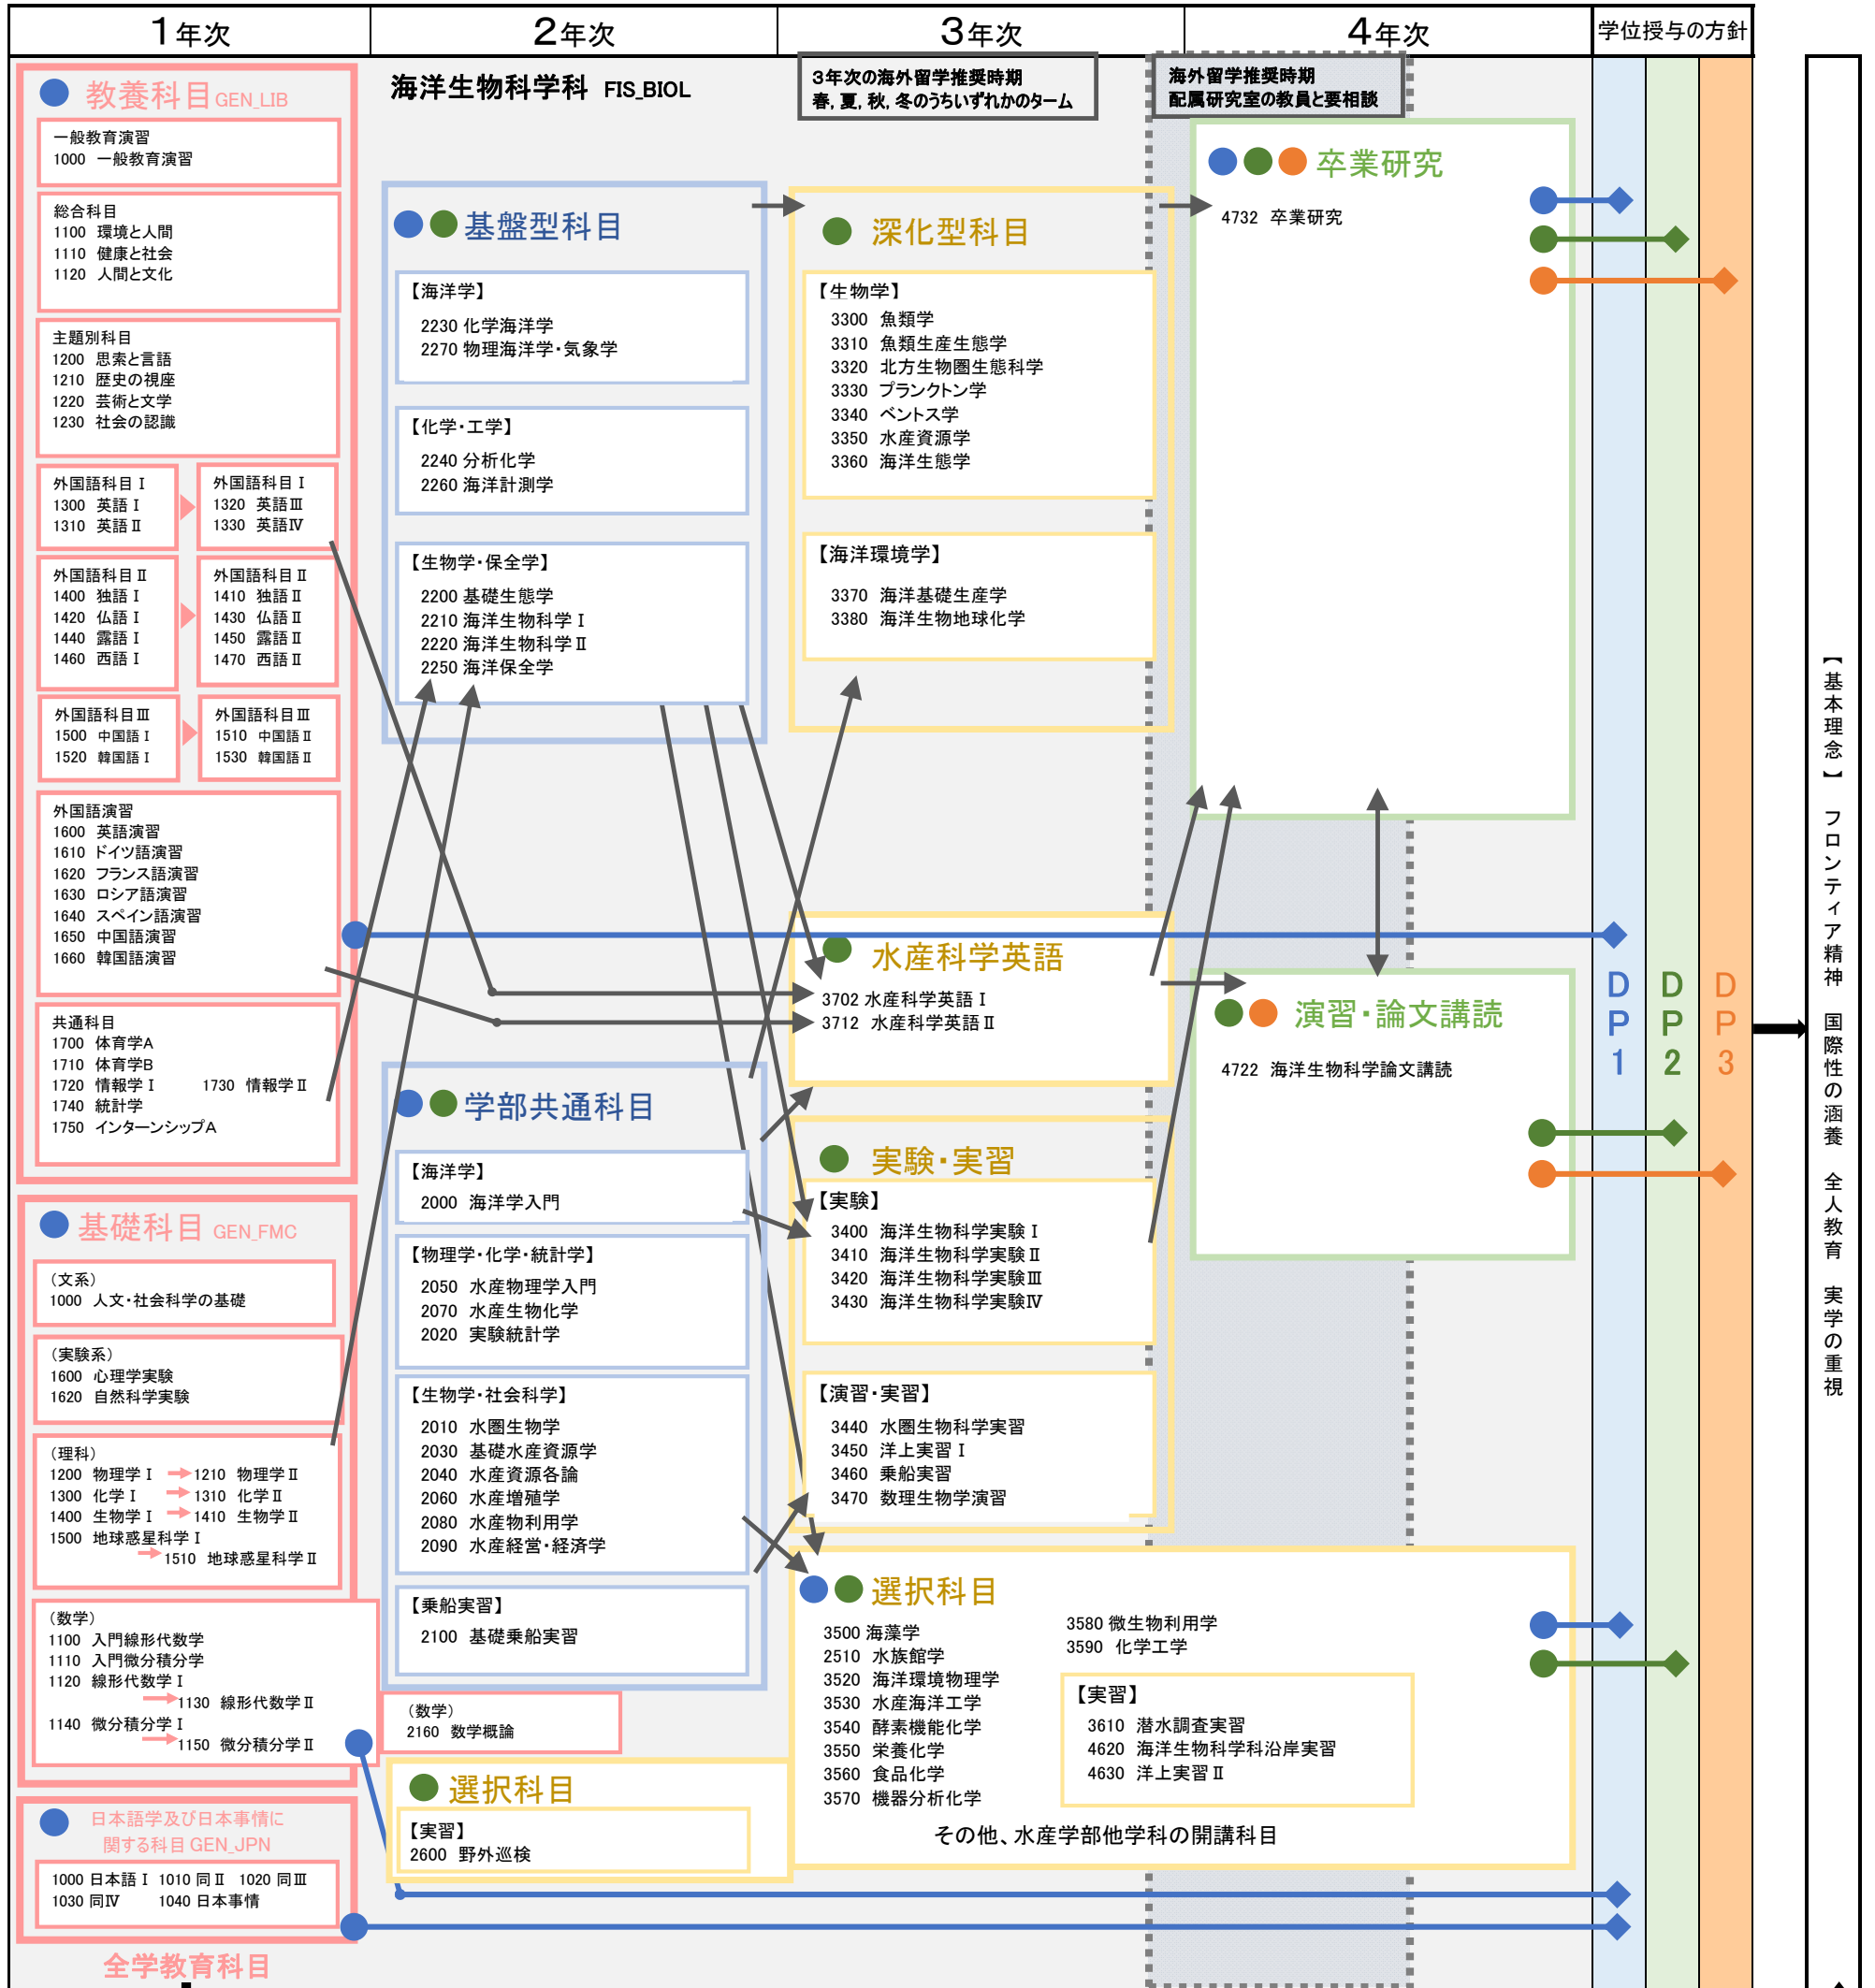 1年次
2年次
3年次
4年次
学位授与の方針
教養科目GEN_LIB
一般教育演習
1000 一般教育演習
総合科目
1100 環境と人間
1110 健康と社会
1120 人間と文化
主題別科目
1200 思索と言語
1210 歴史の視座
1220 芸術と文学
1230 社会の認識
外国語科目Ⅰ
1300 英語Ⅰ
1310 英語Ⅱ
外国語科目Ⅰ
1320 英語Ⅲ
1330 英語Ⅳ
外国語科目Ⅱ
1400 独語Ⅰ
1420 仏語Ⅰ
1440 露語Ⅰ
1460 西語Ⅰ
外国語科目Ⅱ
1410 独語Ⅱ
1430 仏語Ⅱ
1450 露語Ⅱ
1470 西語Ⅱ
外国語科目Ⅲ
1500 中国語Ⅰ
1520 韓国語Ⅰ
外国語科目Ⅲ
1510 中国語Ⅱ
1530 韓国語Ⅱ
外国語演習
1600 英語演習
1610 ドイツ語演習
1620 フランス語演習
1630 ロシア語演習
1640 スペイン語演習
1650 中国語演習
1660 韓国語演習
共通科目
1700 体育学A
1710 体育学B
1720 情報学Ⅰ 1730 情報学Ⅱ
1740 統計学
1750 インターンシップA
基礎科目 GEN_FMC
（文系）
1000 人文・社会科学の基礎
（実験系）
1600 心理学実験
1620 自然科学実験
（理科）
1200 物理学Ⅰ 1210 物理学Ⅱ
1300 化学Ⅰ 1310 化学Ⅱ
1400 生物学Ⅰ 1410 生物学Ⅱ
1500 地球惑星科学Ⅰ
1510 地球惑星科学Ⅱ
（数学）
1100 入門線形代数学
1110 入門微分積分学
1120 線形代数学Ⅰ
1130 線形代数学Ⅱ
1140 微分積分学Ⅰ
1150 微分積分学Ⅱ
日本語学及び日本事情に
関する科目 GEN_JPN
1000 日本語Ⅰ 1010 同Ⅱ 1020 同Ⅲ
1030 同Ⅳ 1040 日本事情
全学教育科目
海洋生物科学科 FIS_BIOL
基盤型科目
【海洋学】
2230 化学海洋学
2270 物理海洋学・気象学
【化学・工学】
2240 分析化学
2260 海洋計測学
【生物学・保全学】
2200 基礎生態学
2210 海洋生物科学Ⅰ
2220 海洋生物科学Ⅱ
2250 海洋保全学
学部共通科目
【海洋学】
2000 海洋学入門
【物理学・化学・統計学】
2050 水産物理学入門
2070 水産生物化学
2020 実験統計学
【生物学・社会科学】
2010 水圏生物学
2030 基礎水産資源学
2040 水産資源各論
2060 水産増殖学
2080 水産物利用学
2090 水産経営・経済学
【乗船実習】
2100 基礎乗船実習
（数学）
2160 数学概論
選択科目
【実習】
2600 野外巡検
3年次の海外留学推奨時期
春，夏，秋，冬のうちいずれかのターム
深化型科目
【生物学】
3300 魚類学
3310 魚類生産生態学
3320 北方生物圏生態科学
3330 プランクトン学
3340 ベントス学
3350 水産資源学
3360 海洋生態学
【海洋環境学】
3370 海洋基礎生産学
3380 海洋生物地球化学
水産科学英語
3702 水産科学英語Ⅰ
3712 水産科学英語Ⅱ
実験・実習
【実験】
3400 海洋生物科学実験Ⅰ
3410 海洋生物科学実験Ⅱ
3420 海洋生物科学実験Ⅲ
3430 海洋生物科学実験Ⅳ
【演習・実習】
3440 水圏生物科学実習
3450 洋上実習Ⅰ
3460 乗船実習
3470 数理生物学演習
選択科目
3500 海藻学
2510 水族館学
3520 海洋環境物理学
3530 水産海洋工学
3540 酵素機能化学
3550 栄養化学
3560 食品化学
3570 機器分析化学
3580 微生物利用学
3590 化学工学
【実習】
3610 潜水調査実習
4620 海洋生物科学科沿岸実習
4630 洋上実習Ⅱ
その他、水産学部他学科の開講科目
海外留学推奨時期
配属研究室の教員と要相談
卒業研究
4732 卒業研究
演習・論文講読
4722 海洋生物科学論文講読
DP1
DP2
DP3
【基本理念】 フロンティア精神 国際性の涵養 全人教育 実学の重視